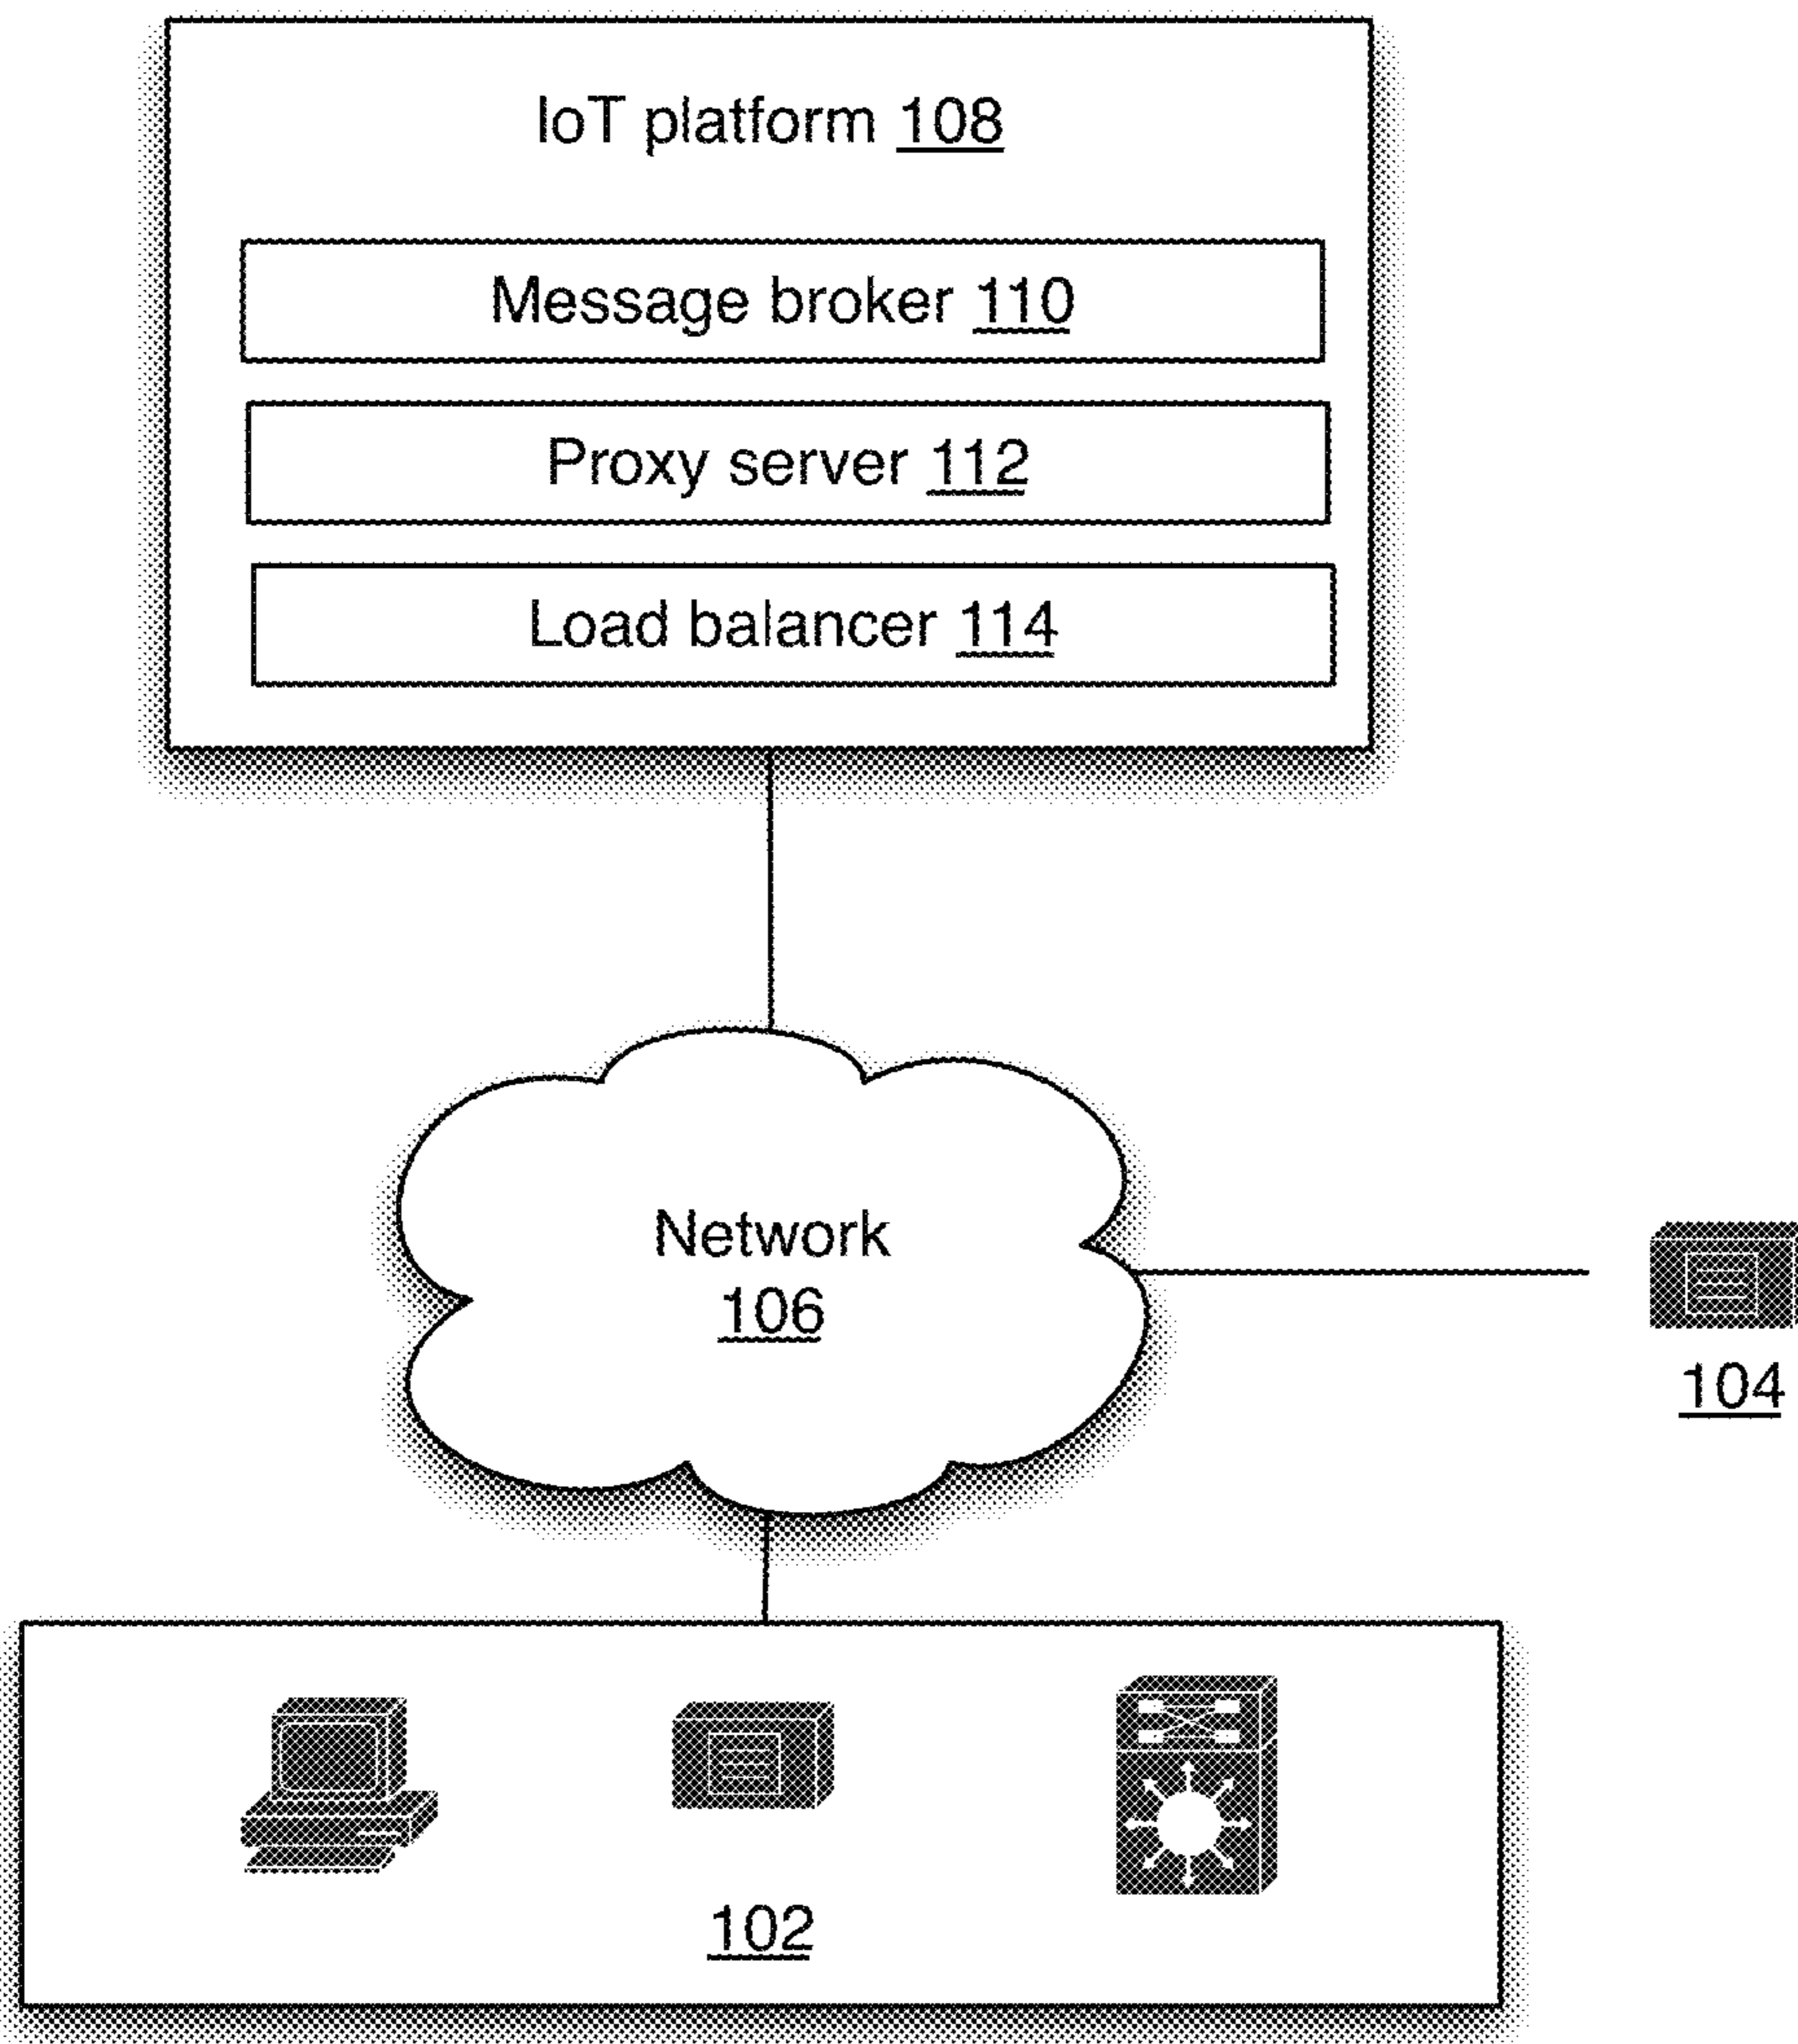 IoT platform 108
Message broker 110
Proxy server 112
Load balancer 114
Network
106
104
102